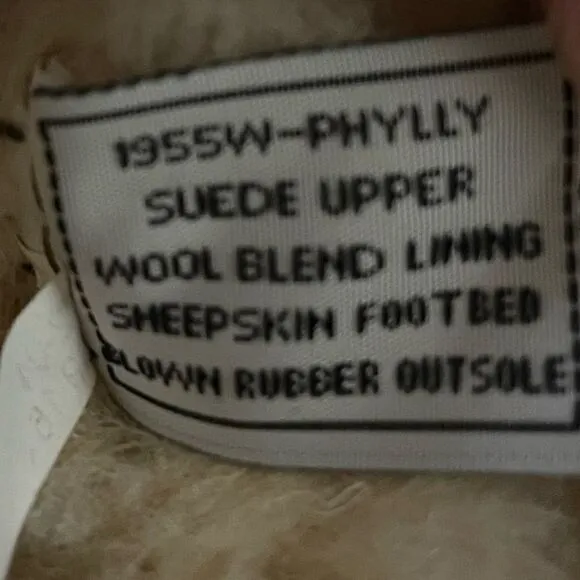 1955W-PHYLLY
SUEDE UPPER
WOOL BLEND LINING
SHEEPSKIN FOOTBED
BLOWN RUBBER OUTSOLE